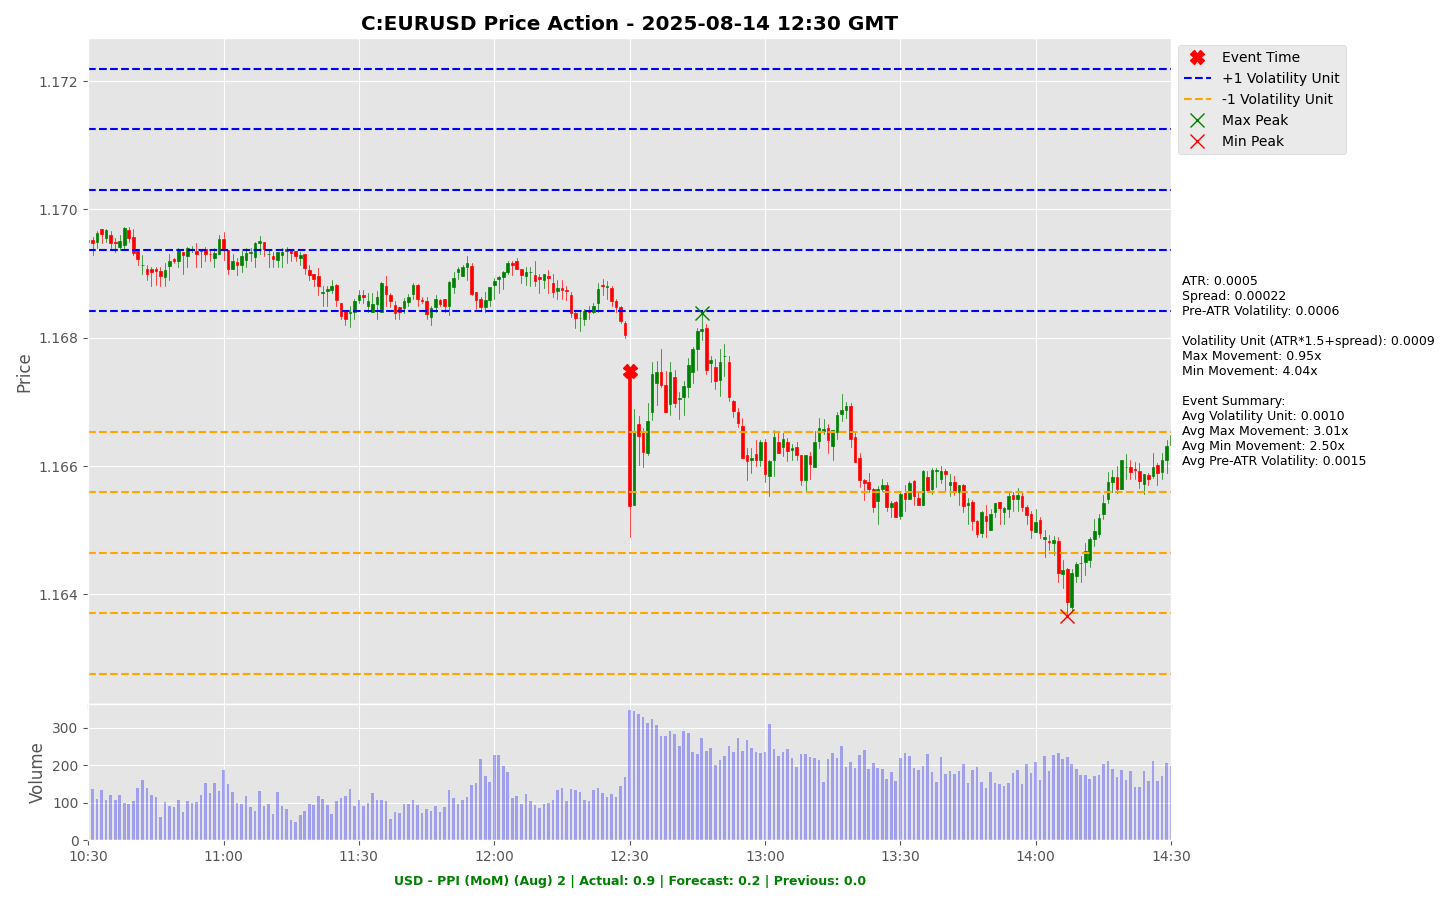 C:EURUSD Price Action - 2025-08-14 12:30 GMT
Event Time
+1 Volatility Unit
-1 Volatility Unit
Max Peak
Min Peak
Price
1.172
1.170
1.168
1.166
1.164
ATR: 0.0005
Spread: 0.00022
Pre-ATR Volatility: 0.0006
Volatility Unit (ATR*1.5+spread): 0.0009
Max Movement: 0.95x
Min Movement: 4.04x
Event Summary:
Avg Volatility Unit: 0.0010
Avg Max Movement: 3.01x
Avg Min Movement: 2.50x
Avg Pre-ATR Volatility: 0.0015
Volume
300
200
100
0
10:30 11:00 11:30 12:00 12:30 13:00 13:30 14:00 14:30
USD - PPI (MoM) (Aug) 2 | Actual: 0.9 | Forecast: 0.2 | Previous: 0.0